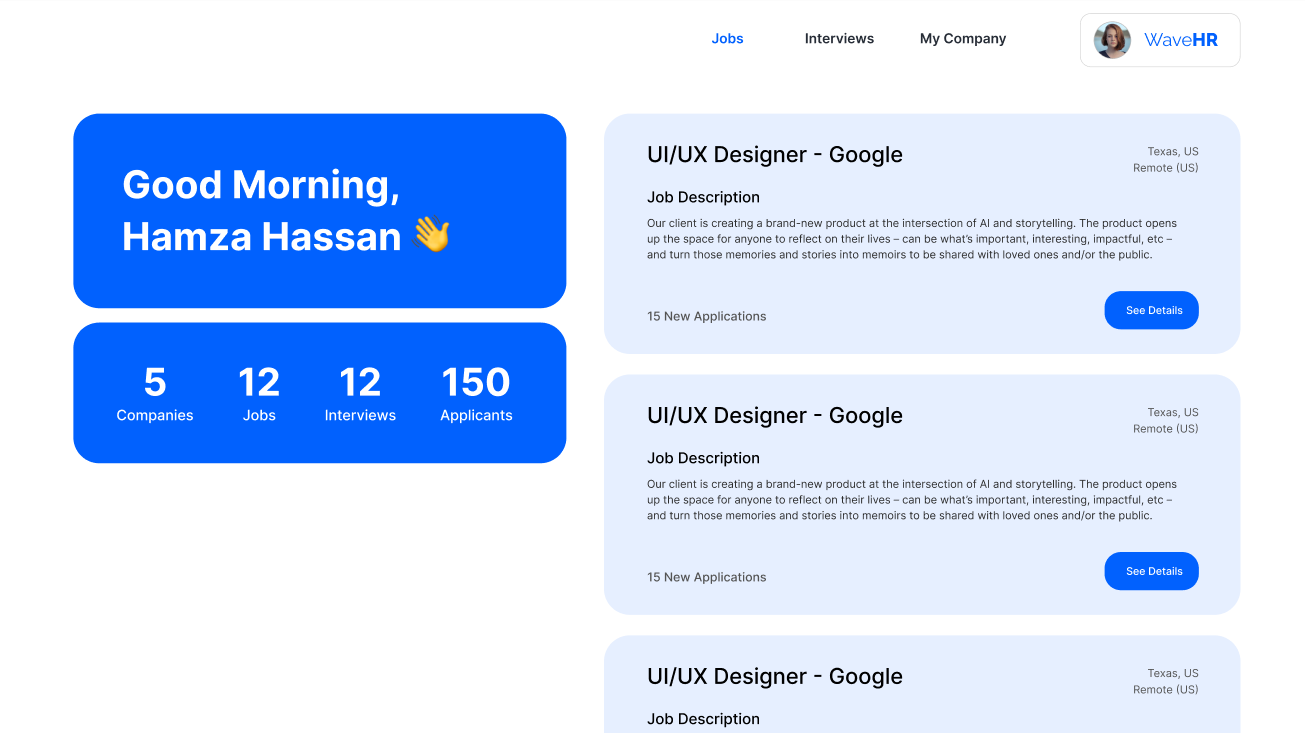 Jobs
Interviews
My Company
WaveHR
Good Morning,
Hamza Hassan 👋
5
Companies
12
Jobs
12
Interviews
150
Applicants
UI/UX Designer - Google
Texas, US
Remote (US)
Job Description
Our client is creating a brand-new product at the intersection of AI and storytelling. The product opens
up the space for anyone to reflect on their lives – can be what’s important, interesting, impactful, etc –
and turn those memories and stories into memoirs to be shared with loved ones and/or the public.
15 New Applications
See Details
UI/UX Designer - Google
Texas, US
Remote (US)
Job Description
Our client is creating a brand-new product at the intersection of AI and storytelling. The product opens
up the space for anyone to reflect on their lives – can be what’s important, interesting, impactful, etc –
and turn those memories and stories into memoirs to be shared with loved ones and/or the public.
15 New Applications
See Details
UI/UX Designer - Google
Texas, US
Remote (US)
Job Description